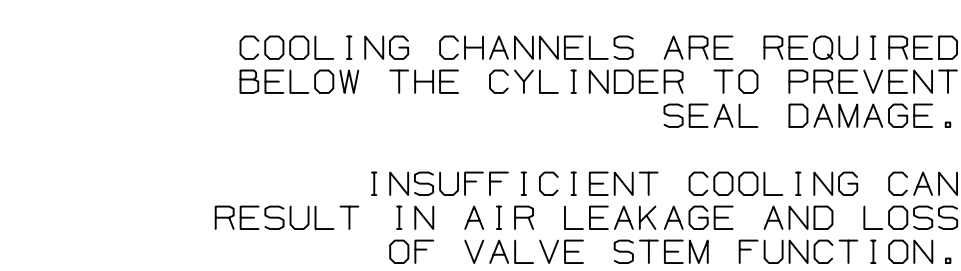 COOLING CHANNELS ARE REQUIRED
BELOW THE CYLINDER TO PREVENT
SEAL DAMAGE.
INSUFFICIENT COOLING CAN
RESULT IN AIR LEAKAGE AND LOSS
OF VALVE STEM FUNCTION.